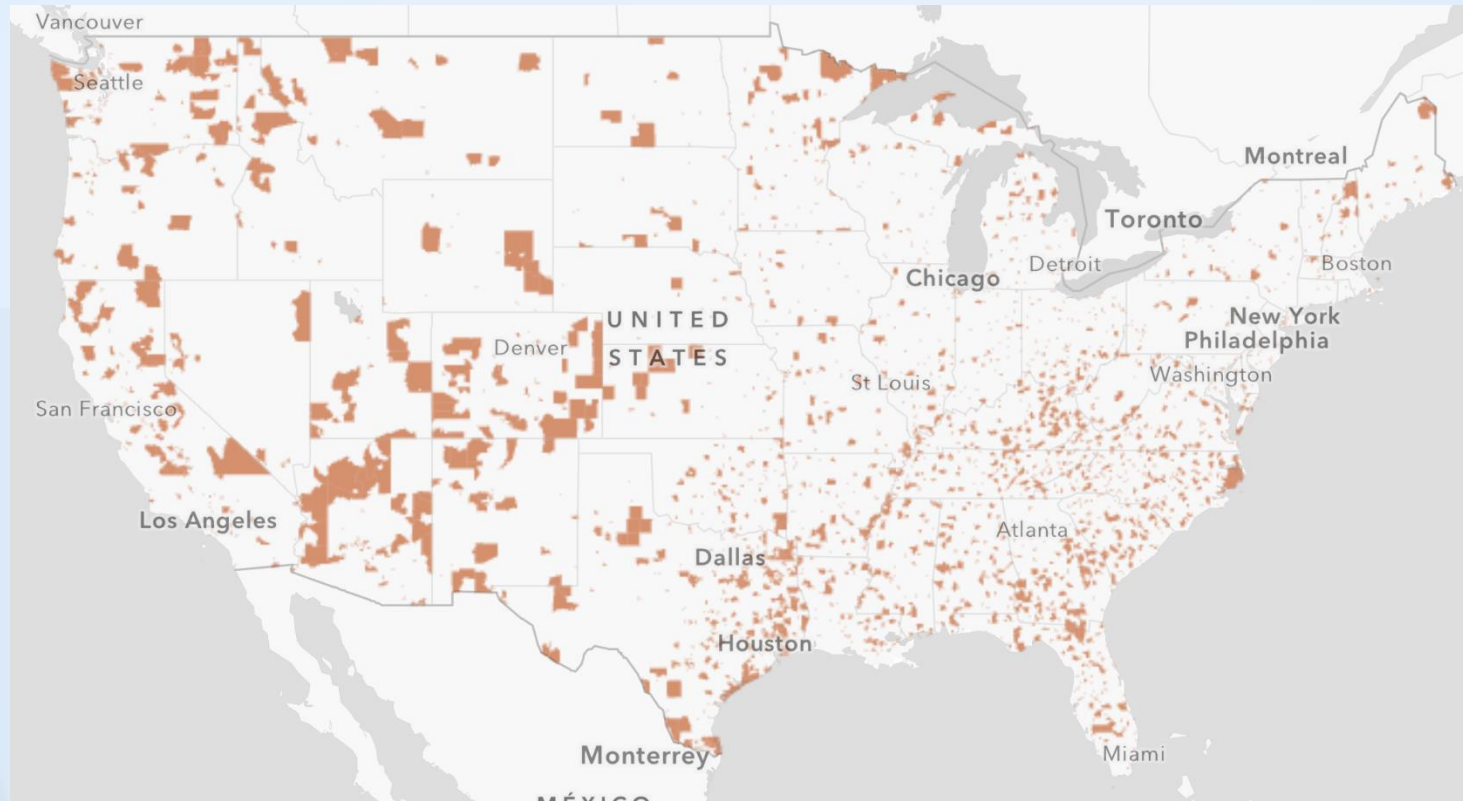 Vancouver
Seattle
Montreal
Toronto
Chicago
Detroit
Boston
UNITED
STATES
New York
Philadelphia
Denver
St Louis
Washington
San Francisco
Los Angeles
Atlanta
Dallas
Houston
Monterrey
Miami
MÉXICO